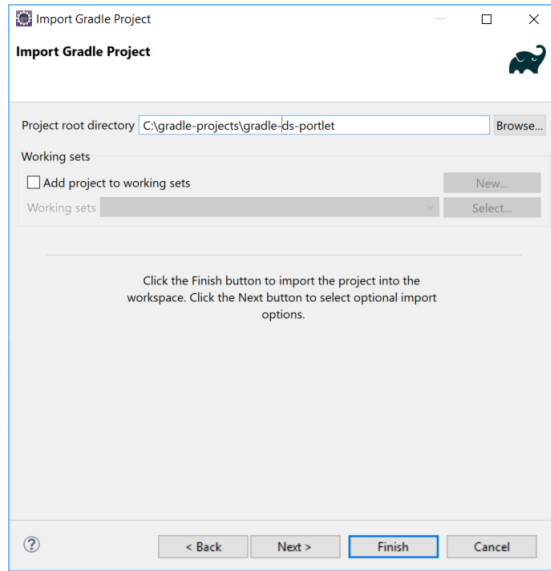 Import Gradle Project
Import Gradle Project
Project root directory C:\gradle-projects\gradle-ds-portlet Browse...
Working sets
Add project to working sets New...
Working sets Select...
Click the Finish button to import the project into the
workspace. Click the Next button to select optional import
options.
? < Back Next > Finish Cancel